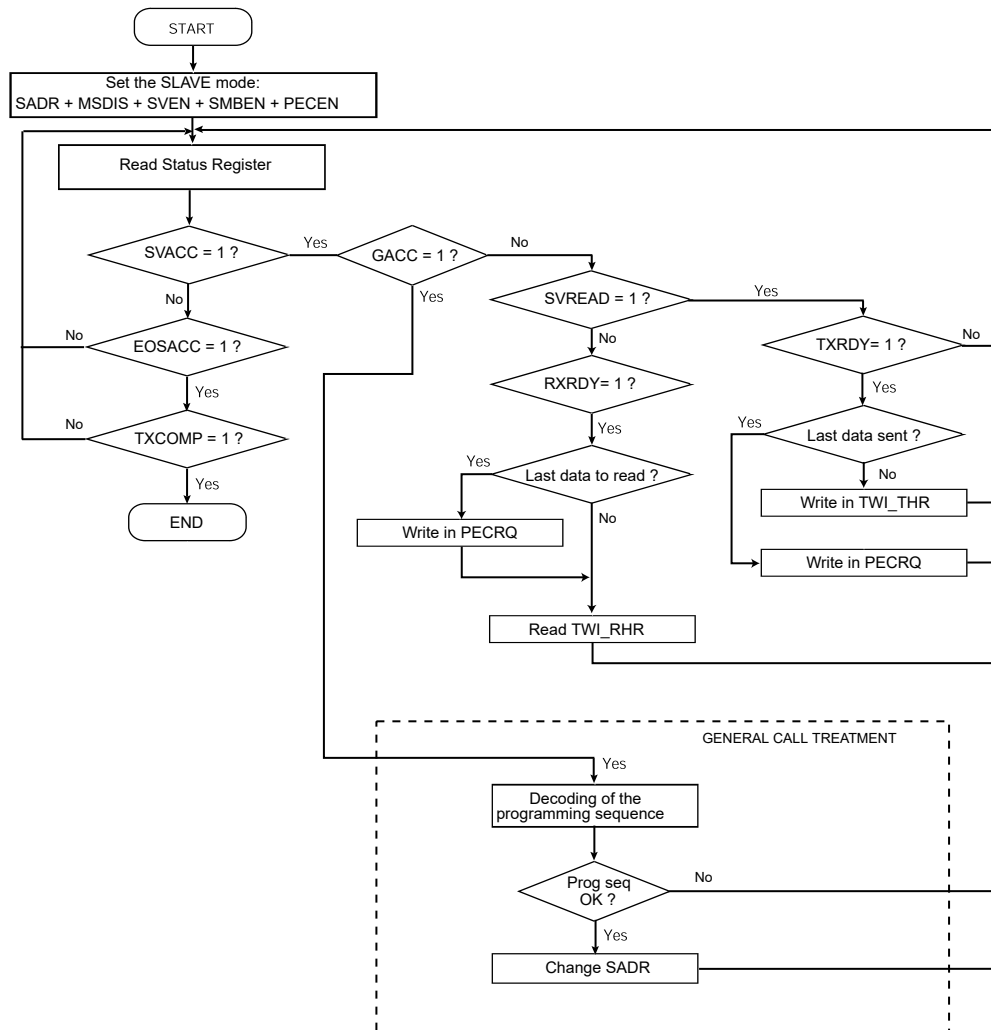 START
Set the SLAVE mode:
SADR + MSDIS + SVEN + SMBEN + PECEN
Read Status Register
SVACC = 1 ?
Yes
GACC = 1 ?
No
SVREAD = 1 ?
Yes
No
Yes
No
EOSACC = 1 ?
No
RXRDY= 1 ?
TXRDY= 1 ?
No
Yes
Yes
Yes
No
TXCOMP = 1 ?
Yes
Last data sent ?
Yes
Last data to read ?
No
Yes
END
No
Write in TWI_THR
Write in PECRQ
Write in PECRQ
Read TWI_RHR
GENERAL CALL TREATMENT
Yes
Decoding of the
programming sequence
Prog seq
OK ?
No
Yes
Change SADR